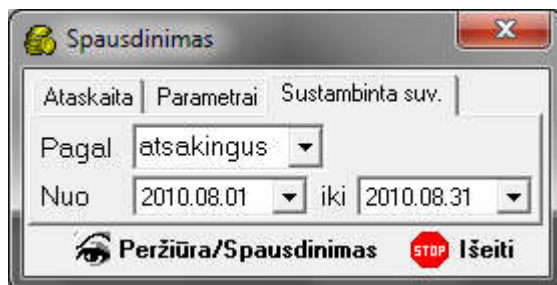 Spausdinimas
Ataskaita Parametrai Sustambinta suv.
Pagal atsakingus
Nuo 2010.08.01 iki 2010.08.31
Peržiūra/Spausdinimas STOP Išeiti